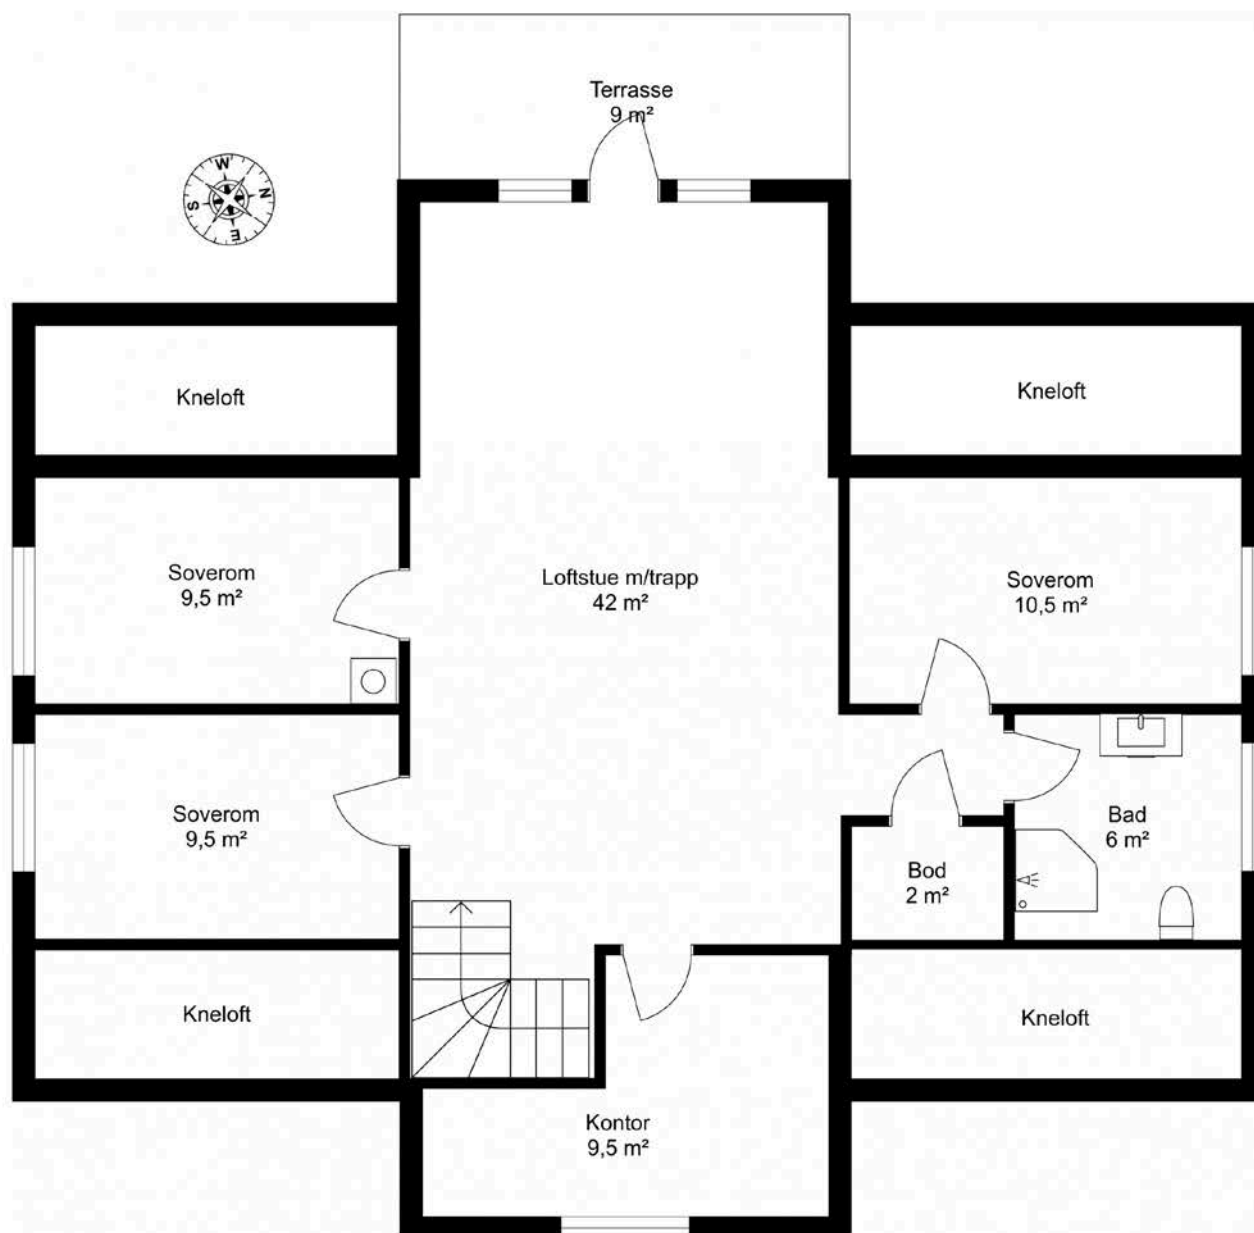 Terrasse
9 m²
W
N
S
E
Kneloft
Kneloft
Soverom
9,5 m²
Loftstue m/trapp
42 m²
Soverom
10,5 m²
Soverom
9,5 m²
Bad
6 m²
Bod
2 m²
Kneloft
Kneloft
Kontor
9,5 m²